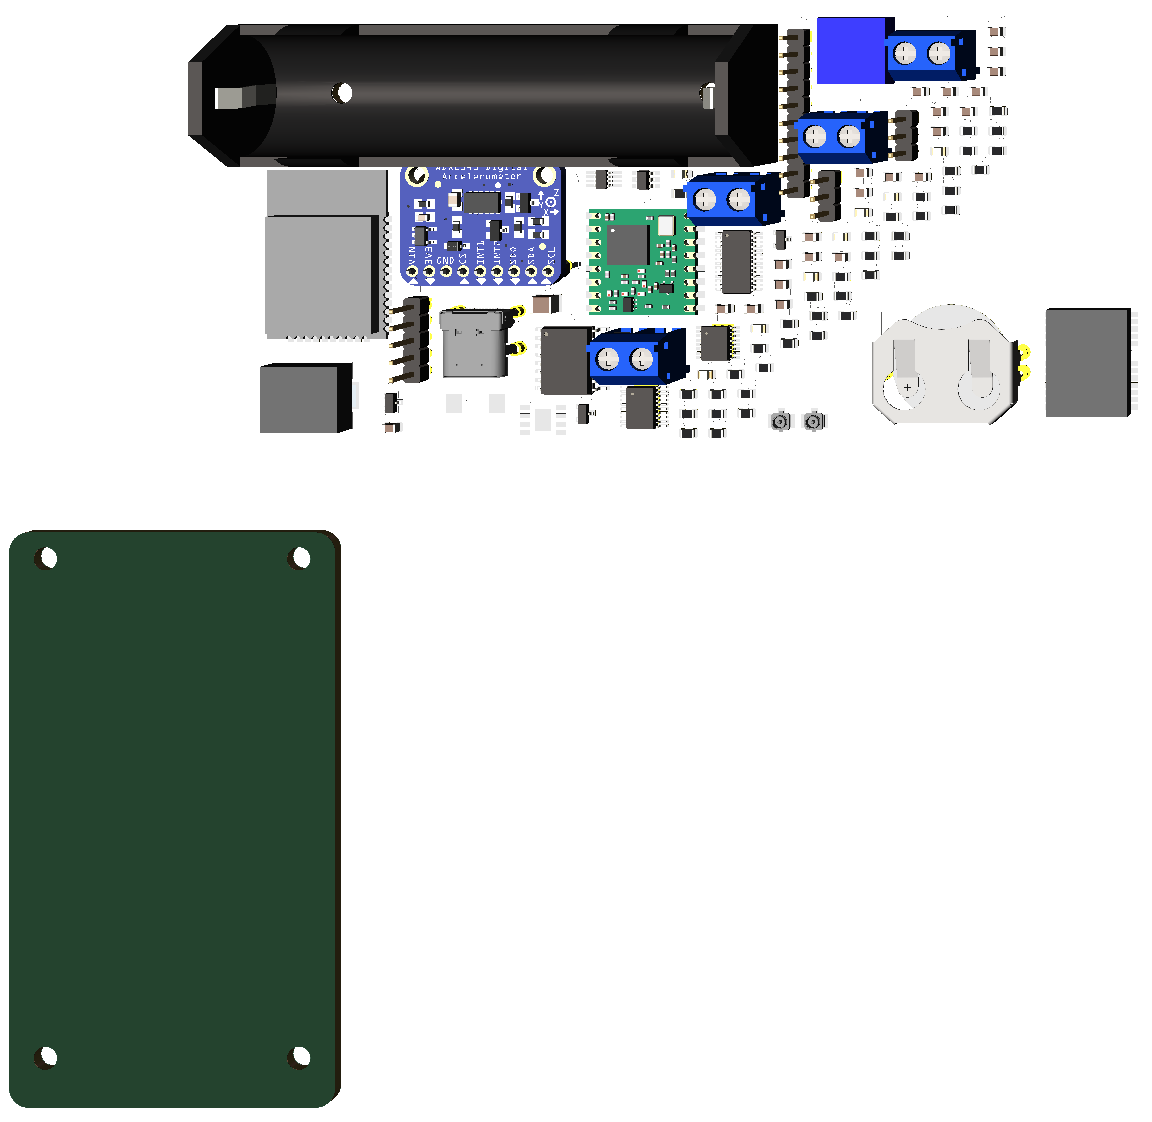 ADXL345 Digital
Accelerometer
Z
Y
X
VIN
3V3
GND
CS
INT1
INT2
SDO
SDA
SCL